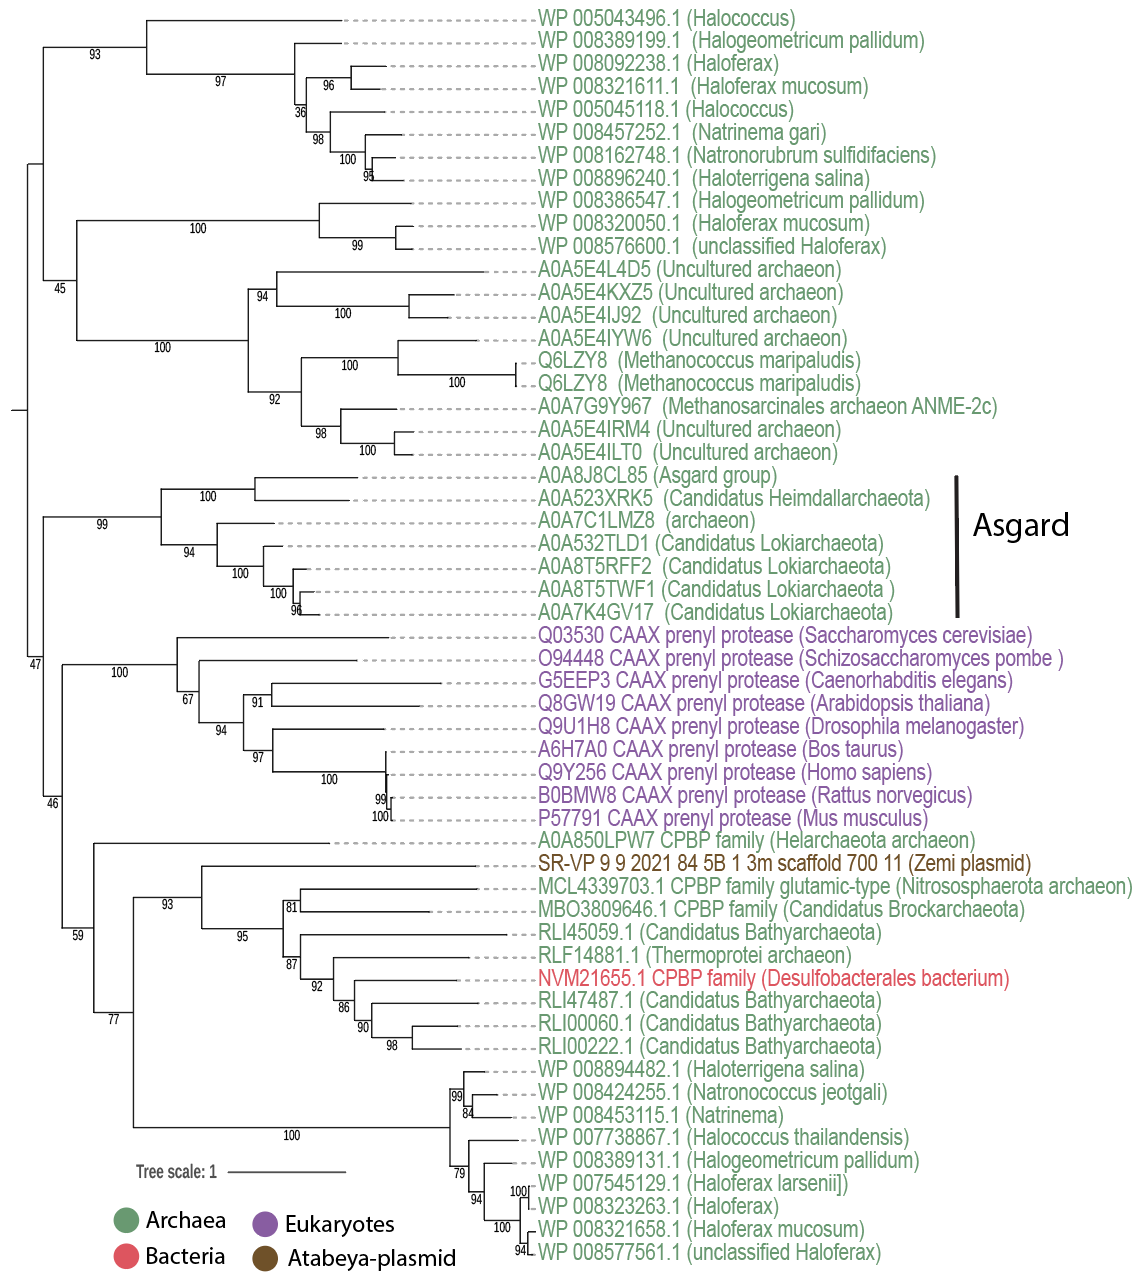 WP 005043496.1 (Halococcus)
WP 008389199.1 (Halogeometricum pallidum)
93
WP 008092238.1 (Haloferax)
97
96
WP 008321611.1 (Haloferax mucosum)
36
WP 005045118.1 (Halococcus)
98
WP 008457252.1 (Natrinema gari)
100
WP 008162748.1 (Natronorubrum sulfidifaciens)
95
WP 008896240.1 (Haloterrigena salina)
WP 008386547.1 (Halogeometricum pallidum)
100
WP 008320050.1 (Haloferax mucosum)
99
WP 008576600.1 (unclassified Haloferax)
A0A5E4L4D5 (Uncultured archaeon)
45
94
A0A5E4KXZ5 (Uncultured archaeon)
100
A0A5E4IJ92 (Uncultured archaeon)
A0A5E4IYW6 (Uncultured archaeon)
100
100
Q6LZY8 (Methanococcus maripaludis)
100
Q6LZY8 (Methanococcus maripaludis)
92
A0A7G9Y967 (Methanosarcinales archaeon ANME-2c)
98
A0A5E4IRM4 (Uncultured archaeon)
100
A0A5E4ILT0 (Uncultured archaeon)
A0A8J8CL85 (Asgard group)
100
A0A523XRK5 (Candidatus Heimdallarchaeota)
99
A0A7C1LMZ8 (archaeon)
Asgard
94
A0A532TLD1 (Candidatus Lokiarchaeota)
100
A0A8T5RFF2 (Candidatus Lokiarchaeota)
100
A0A8T5TWF1 (Candidatus Lokiarchaeota )
96
A0A7K4GV17 (Candidatus Lokiarchaeota)
Q03530 CAAX prenyl protease (Saccharomyces cerevisiae)
47
100
O94448 CAAX prenyl protease (Schizosaccharomyces pombe )
G5EEP3 CAAX prenyl protease (Caenorhabditis elegans)
67
91
Q8GW19 CAAX prenyl protease (Arabidopsis thaliana)
94
Q9U1H8 CAAX prenyl protease (Drosophila melanogaster)
97
A6H7A0 CAAX prenyl protease (Bos taurus)
100
Q9Y256 CAAX prenyl protease (Homo sapiens)
46
99
B0BMW8 CAAX prenyl protease (Rattus norvegicus)
100
P57791 CAAX prenyl protease (Mus musculus)
A0A850LPW7 CPBP family (Helarchaeota archaeon)
SR-VP 9 9 2021 84 5B 1 3m scaffold 700 11 (Zemi plasmid)
MCL4339703.1 CPBP family glutamic-type (Nitrososphaerota archaeon)
93
81
MBO3809646.1 CPBP family (Candidatus Brockarchaeota)
59
95
RLI45059.1 (Candidatus Bathyarchaeota)
87
RLF14881.1 (Thermoprotei archaeon)
92
NVM21655.1 CPBP family (Desulfobacterales bacterium)
86
RLI47487.1 (Candidatus Bathyarchaeota)
77
90
RLI00060.1 (Candidatus Bathyarchaeota)
98
RLI00222.1 (Candidatus Bathyarchaeota)
WP 008894482.1 (Haloterrigena salina)
99
WP 008424255.1 (Natronococcus jeotgali)
84
WP 008453115.1 (Natrinema)
100
WP 007738867.1 (Halococcus thailandensis)
79
WP 008389131.1 (Halogeometricum pallidum)
Tree scale: 1
94
100
WP 007545129.1 (Haloferax larsenii])
WP 008323263.1 (Haloferax)
100
WP 008321658.1 (Haloferax mucosum)
94
WP 008577561.1 (unclassified Haloferax)
Archaea
Eukaryotes
Bacteria
Atabeya-plasmid